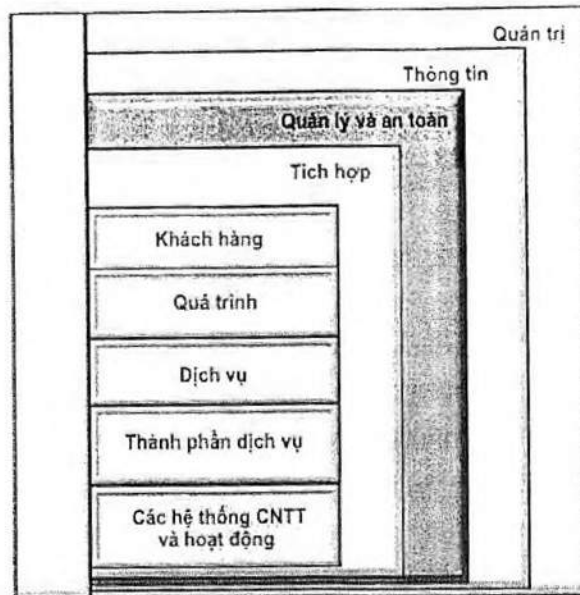 Quản trị
Thông tin
Quản lý và an toàn
Tích hợp
Khách hàng
Quá trình
Dịch vụ
Thành phần dịch vụ
Các hệ thống CNTT
và hoạt động